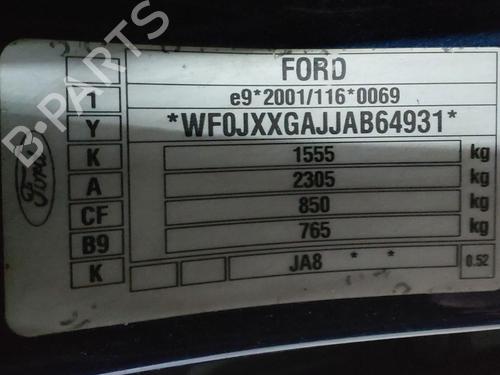 FORD
1 e9*2001/116*0069
Y *WF0JXXGAJJAB64931*
K 1555 kg
A 2305 kg
CF 850 kg
B9 765 kg
K JA8 * * 0.52
Ford
B-PARTS